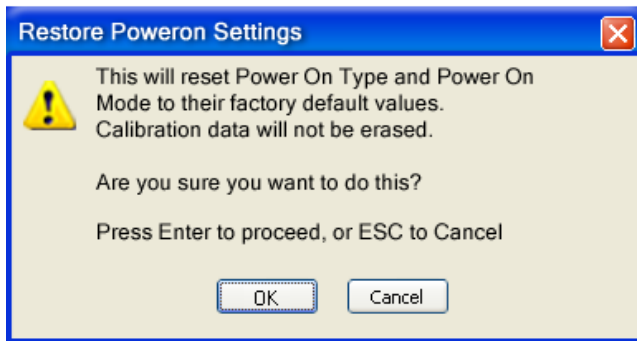 Restore Poweron Settings
This will reset Power On Type and Power On
Mode to their factory default values.
Calibration data will not be erased.
Are you sure you want to do this?
Press Enter to proceed, or ESC to Cancel
OK
Cancel